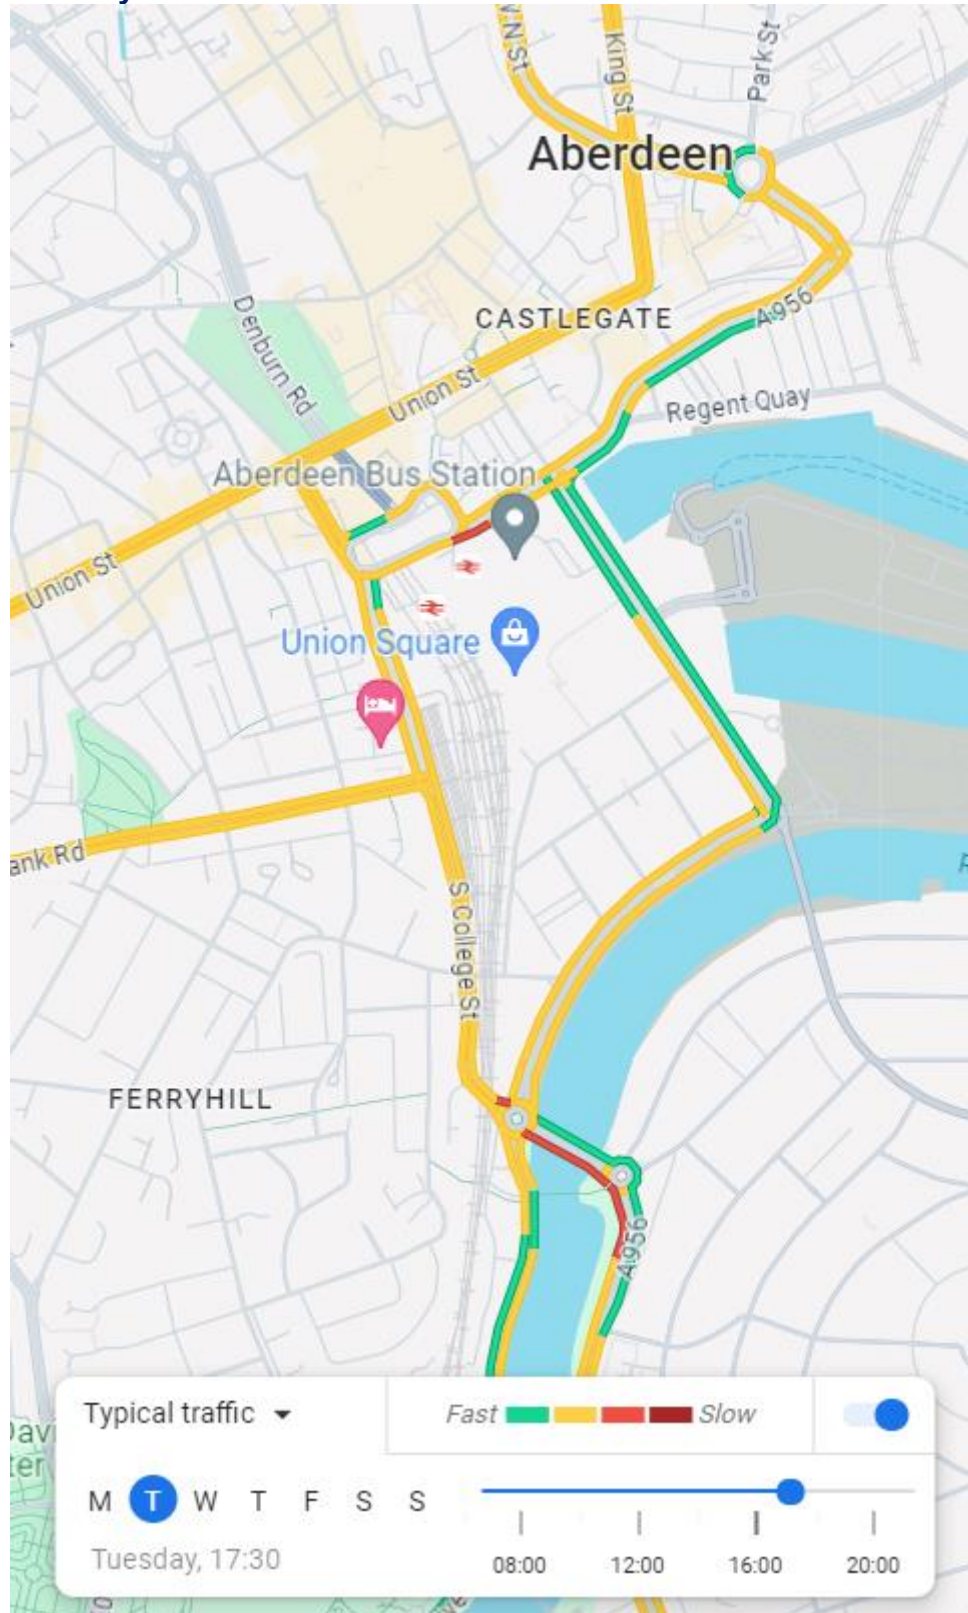 W N St
King St
Park St
Aberdeen
Denburn Rd
CASTLEGATE
A956
Union St
Regent Quay
Aberdeen Bus Station
Union St
Union Square
ank Rd
S College St
FERRYHILL
A956
Typical traffic
Fast
Slow
Dav
ter
M T W T F S S
Tuesday, 17:30
08:00 12:00 16:00 20:00